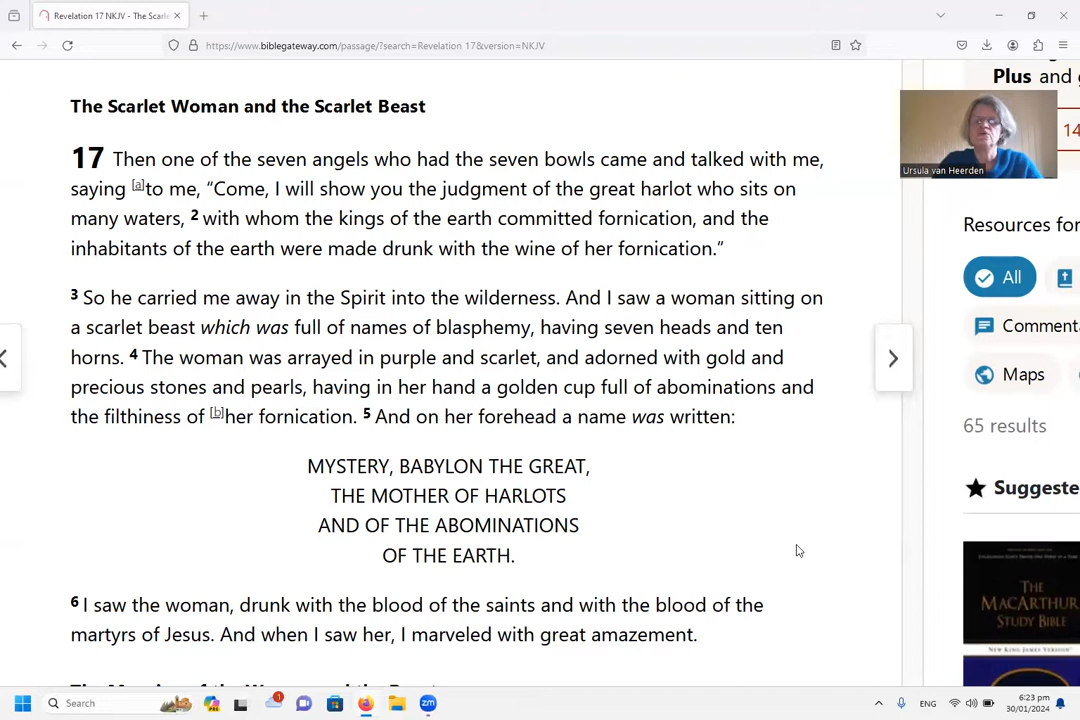 Revelation 17 NKJV - The Scarle
https://www.biblegateway.com/passage/?search=Revelation 17&version=NKJV
Plus and
14
Ursula van Heerden
The Scarlet Woman and the Scarlet Beast
17 Then one of the seven angels who had the seven bowls came and talked with me,
saying [a]to me, “Come, I will show you the judgment of the great harlot who sits on
many waters, 2 with whom the kings of the earth committed fornication, and the
inhabitants of the earth were made drunk with the wine of her fornication.”
3 So he carried me away in the Spirit into the wilderness. And I saw a woman sitting on
a scarlet beast which was full of names of blasphemy, having seven heads and ten
horns. 4 The woman was arrayed in purple and scarlet, and adorned with gold and
precious stones and pearls, having in her hand a golden cup full of abominations and
the filthiness of [b]her fornication. 5 And on her forehead a name was written:
MYSTERY, BABYLON THE GREAT,
THE MOTHER OF HARLOTS
AND OF THE ABOMINATIONS
OF THE EARTH.
6 I saw the woman, drunk with the blood of the saints and with the blood of the
martyrs of Jesus. And when I saw her, I marveled with great amazement.
Resources for
All
Commenta
Maps
65 results
Suggeste
THE
MACARTHUR
STUDY BIBLE
NEW KING JAMES VERSION
Search
PRE
1
zm
ENG
6:23 pm
30/01/2024